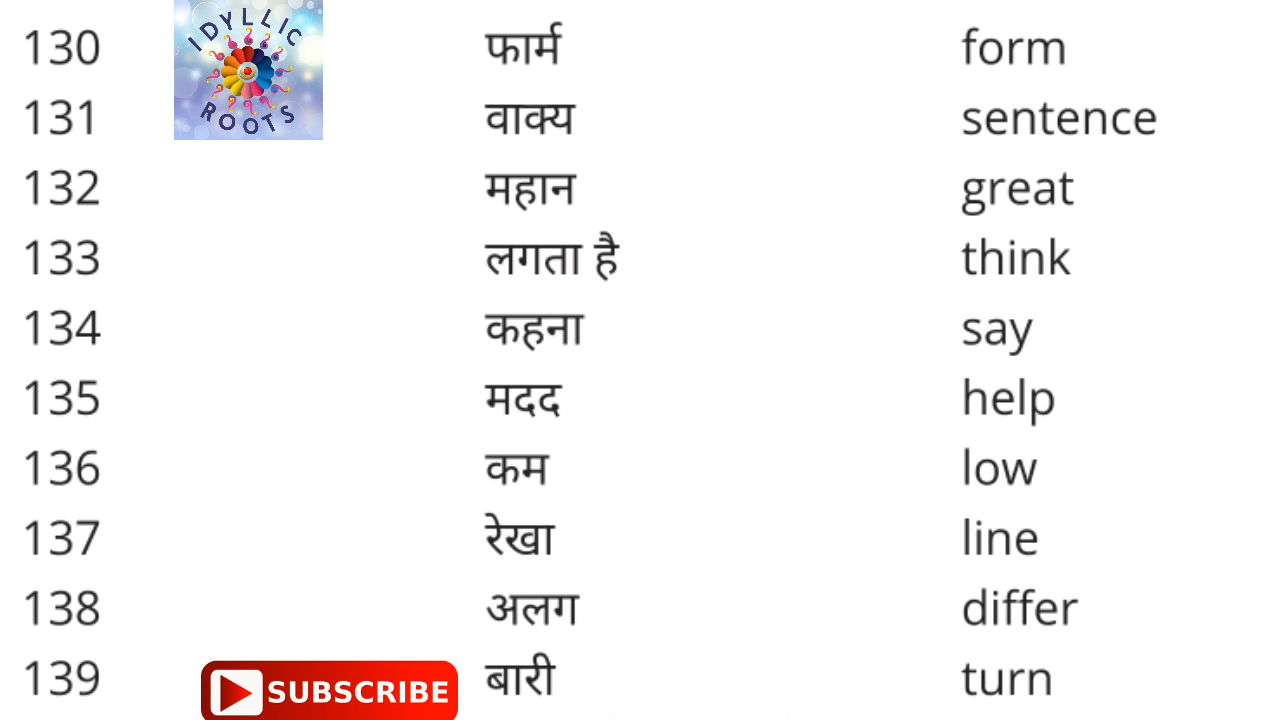 IDYLLIC ROOTS
130 फार्म form
131 वाक्य sentence
132 महान great
133 लगता है think
134 कहना say
135 मदद help
136 कम low
137 रेखा line
138 अलग differ
139 बारी turn
SUBSCRIBE